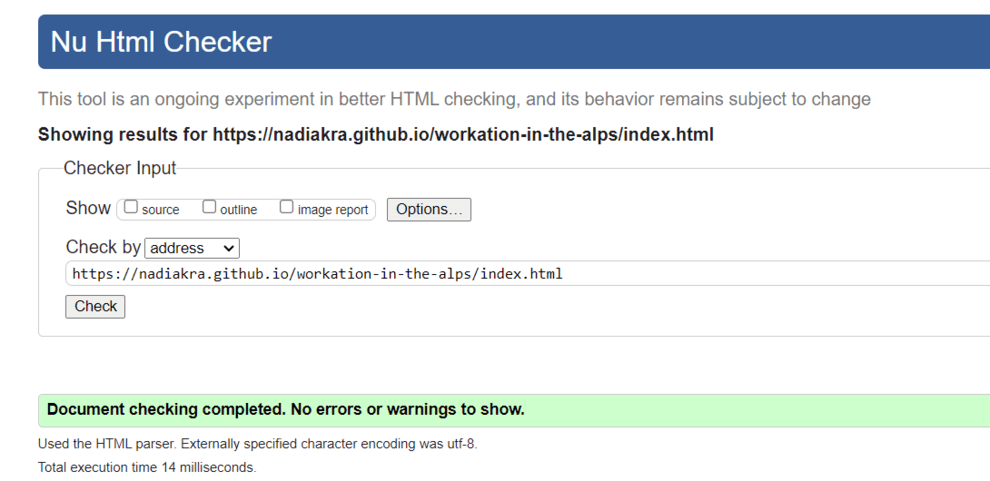 Nu Html Checker
This tool is an ongoing experiment in better HTML checking, and its behavior remains subject to change
Showing results for https://nadiakra.github.io/workation-in-the-alps/index.html
Checker Input
Show source outline image report Options...
Check by address
https://nadiakra.github.io/workation-in-the-alps/index.html
Check
Document checking completed. No errors or warnings to show.
Used the HTML parser. Externally specified character encoding was utf-8.
Total execution time 14 milliseconds.